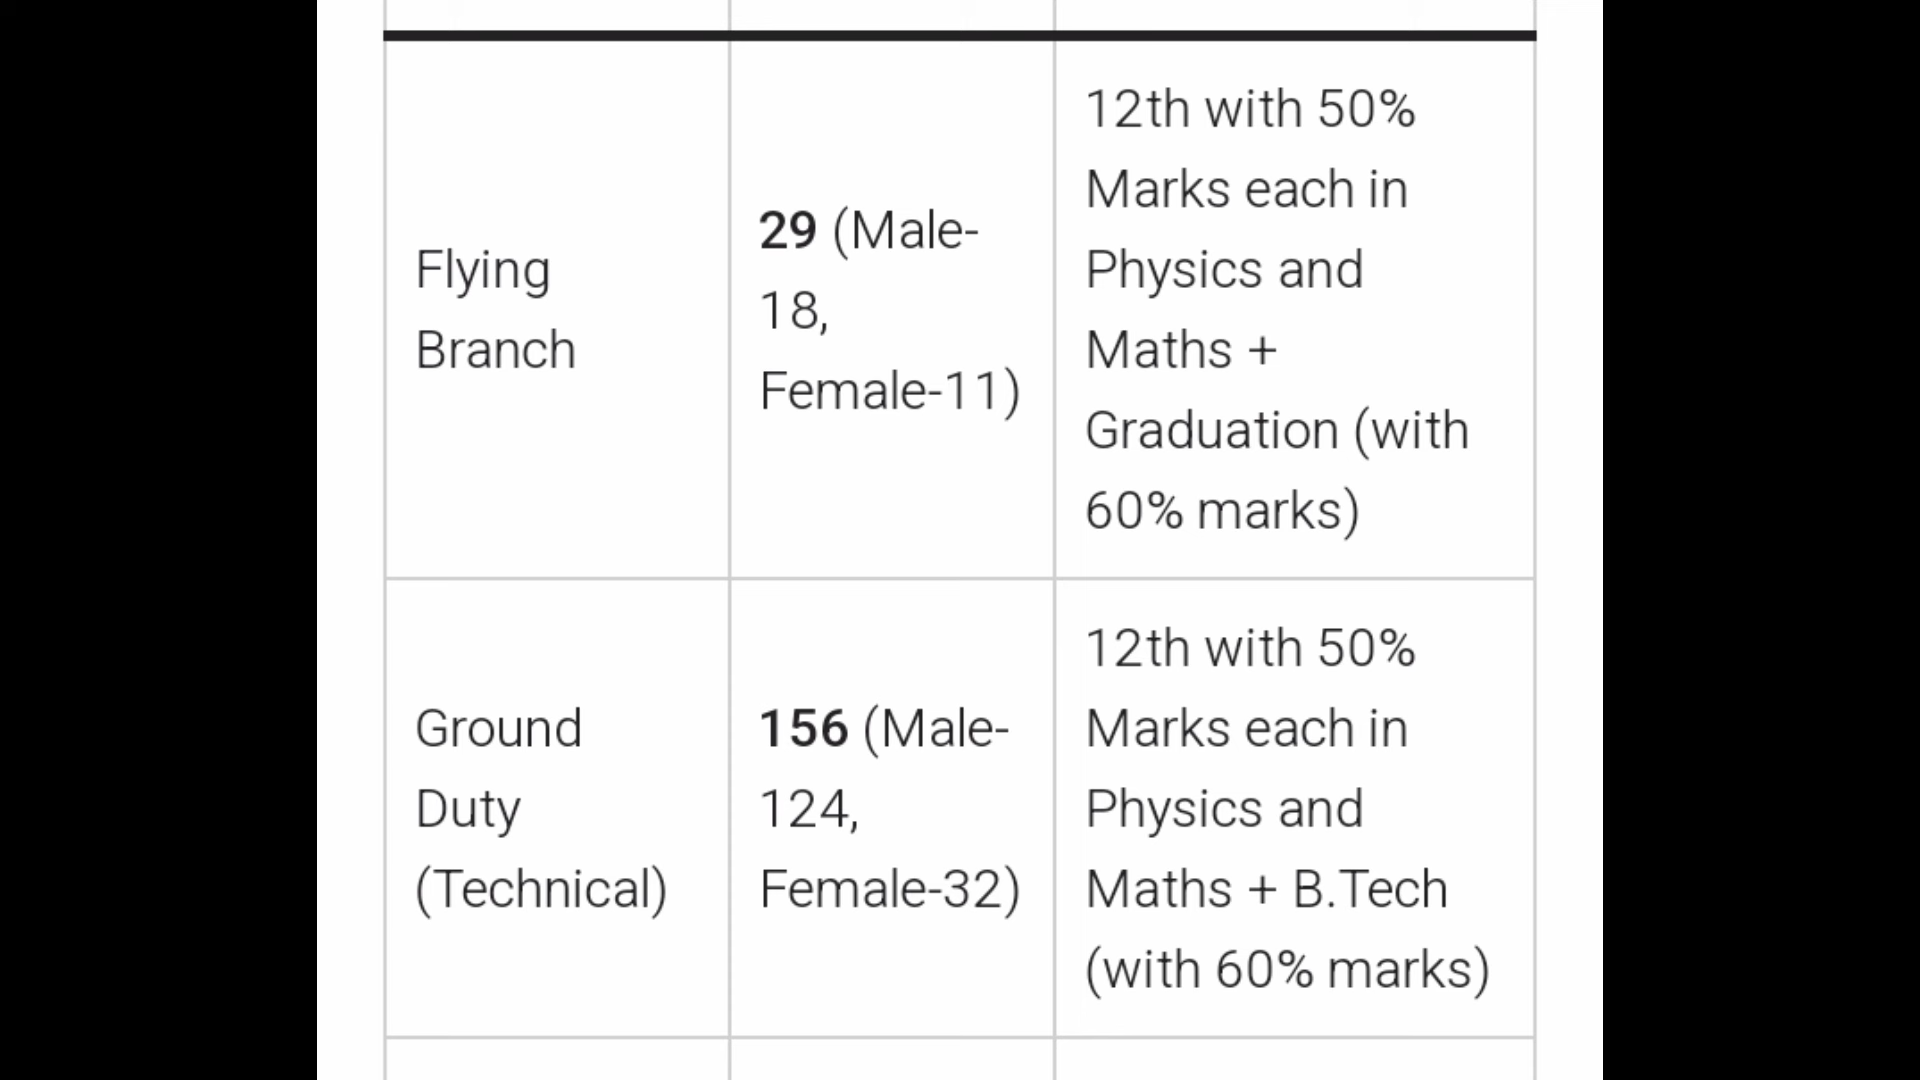 Flying
Branch
29 (Male-
18,
Female-11)
12th with 50%
Marks each in
Physics and
Maths +
Graduation (with
60% marks)
Ground
Duty
(Technical)
156 (Male-
124,
Female-32)
12th with 50%
Marks each in
Physics and
Maths + B.Tech
(with 60% marks)